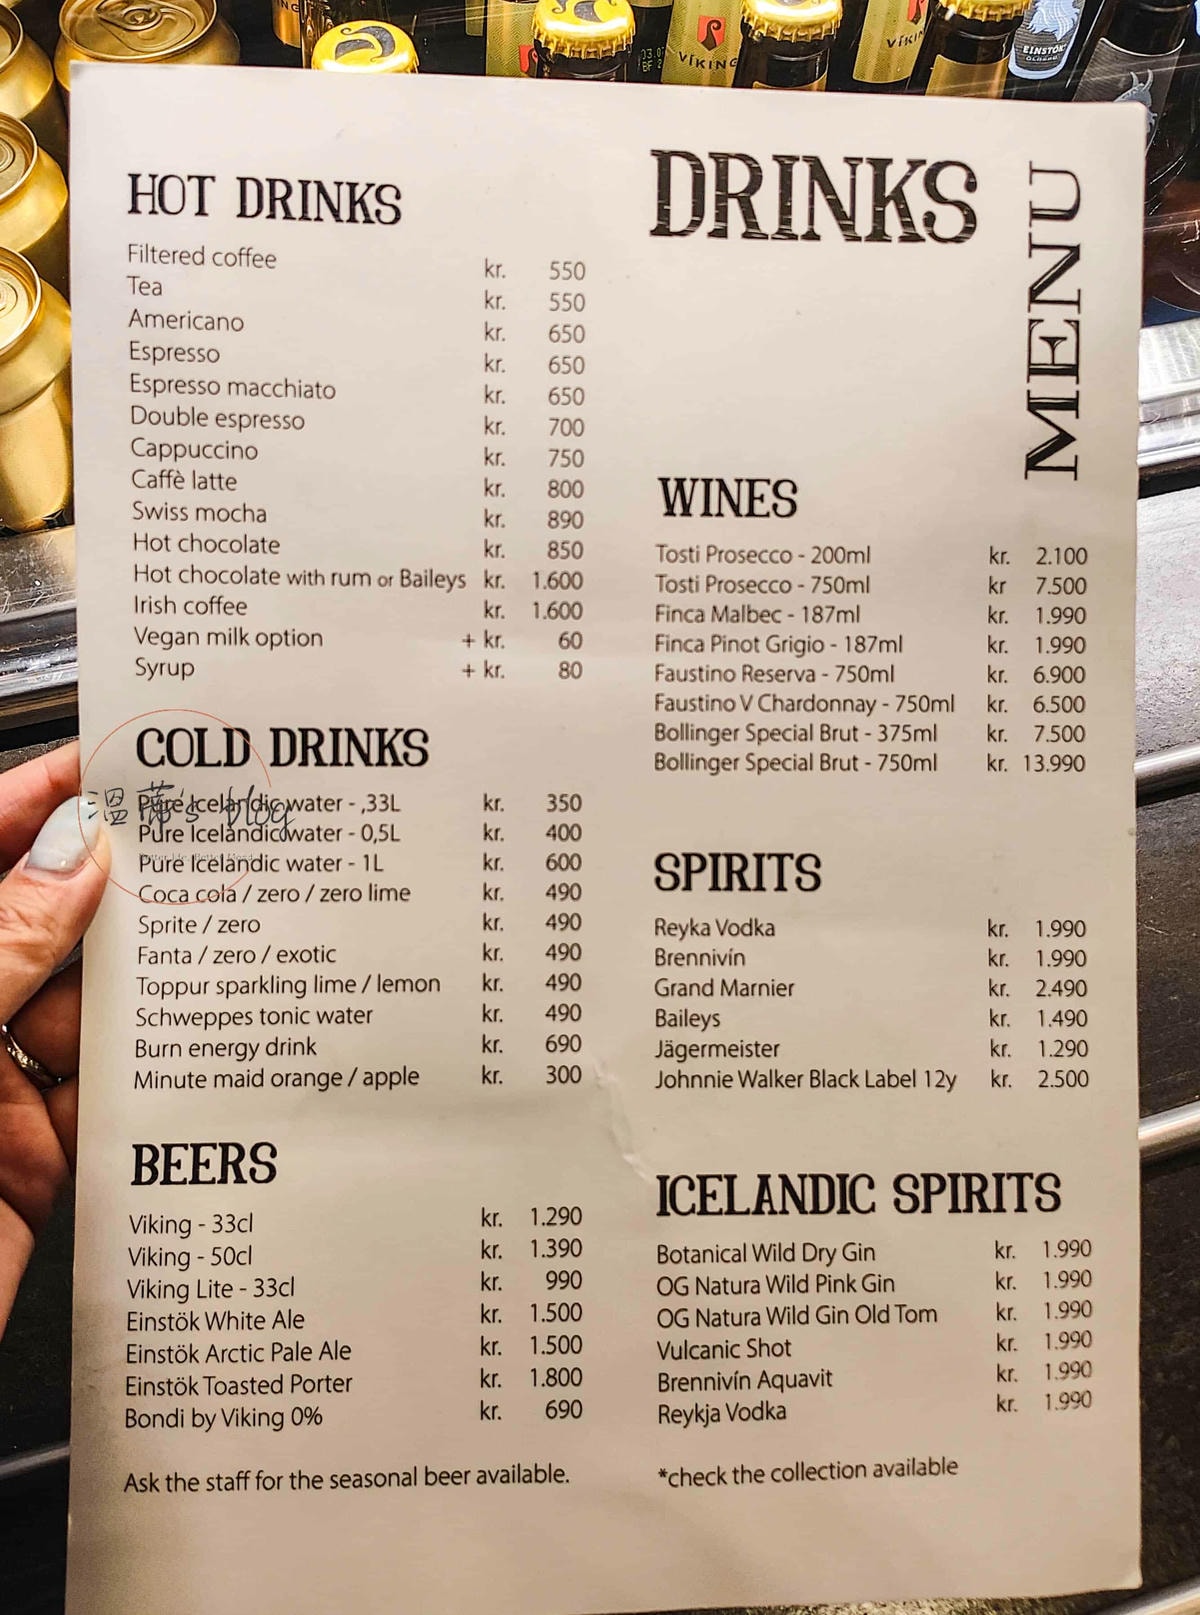 VÍKING
EINSTÖK
ÖLGERÐ
DRINKS
MENU
HOT DRINKS
Filtered coffee kr. 550
Tea kr. 550
Americano kr. 650
Espresso kr. 650
Espresso macchiato kr. 650
Double espresso kr. 700
Cappuccino kr. 750
Caffè latte kr. 800
Swiss mocha kr. 890
Hot chocolate kr. 850
Hot chocolate with rum or Baileys kr. 1.600
Irish coffee kr. 1.600
Vegan milk option + kr. 60
Syrup + kr. 80
COLD DRINKS
Pure Icelandic water - ,33L kr. 350
Pure Icelandic water - 0,5L kr. 400
Pure Icelandic water - 1L kr. 600
Coca cola / zero / zero lime kr. 490
Sprite / zero kr. 490
Fanta / zero / exotic kr. 490
Toppur sparkling lime / lemon kr. 490
Schweppes tonic water kr. 490
Burn energy drink kr. 690
Minute maid orange / apple kr. 300
BEERS
Viking - 33cl kr. 1.290
Viking - 50cl kr. 1.390
Viking Lite - 33cl kr. 990
Einstök White Ale kr. 1.500
Einstök Arctic Pale Ale kr. 1.500
Einstök Toasted Porter kr. 1.800
Bondi by Viking 0% kr. 690
Ask the staff for the seasonal beer available.
WINES
Tosti Prosecco - 200ml kr. 2.100
Tosti Prosecco - 750ml kr 7.500
Finca Malbec - 187ml kr. 1.990
Finca Pinot Grigio - 187ml kr. 1.990
Faustino Reserva - 750ml kr. 6.900
Faustino V Chardonnay - 750ml kr. 6.500
Bollinger Special Brut - 375ml kr. 7.500
Bollinger Special Brut - 750ml kr. 13.990
SPIRITS
Reyka Vodka kr. 1.990
Brennivín kr. 1.990
Grand Marnier kr. 2.490
Baileys kr. 1.490
Jägermeister kr. 1.290
Johnnie Walker Black Label 12y kr. 2.500
ICELANDIC SPIRITS
Botanical Wild Dry Gin kr. 1.990
OG Natura Wild Pink Gin kr. 1.990
OG Natura Wild Gin Old Tom kr. 1.990
Vulcanic Shot kr. 1.990
Brennivín Aquavit kr. 1.990
Reykja Vodka kr. 1.990
*check the collection available